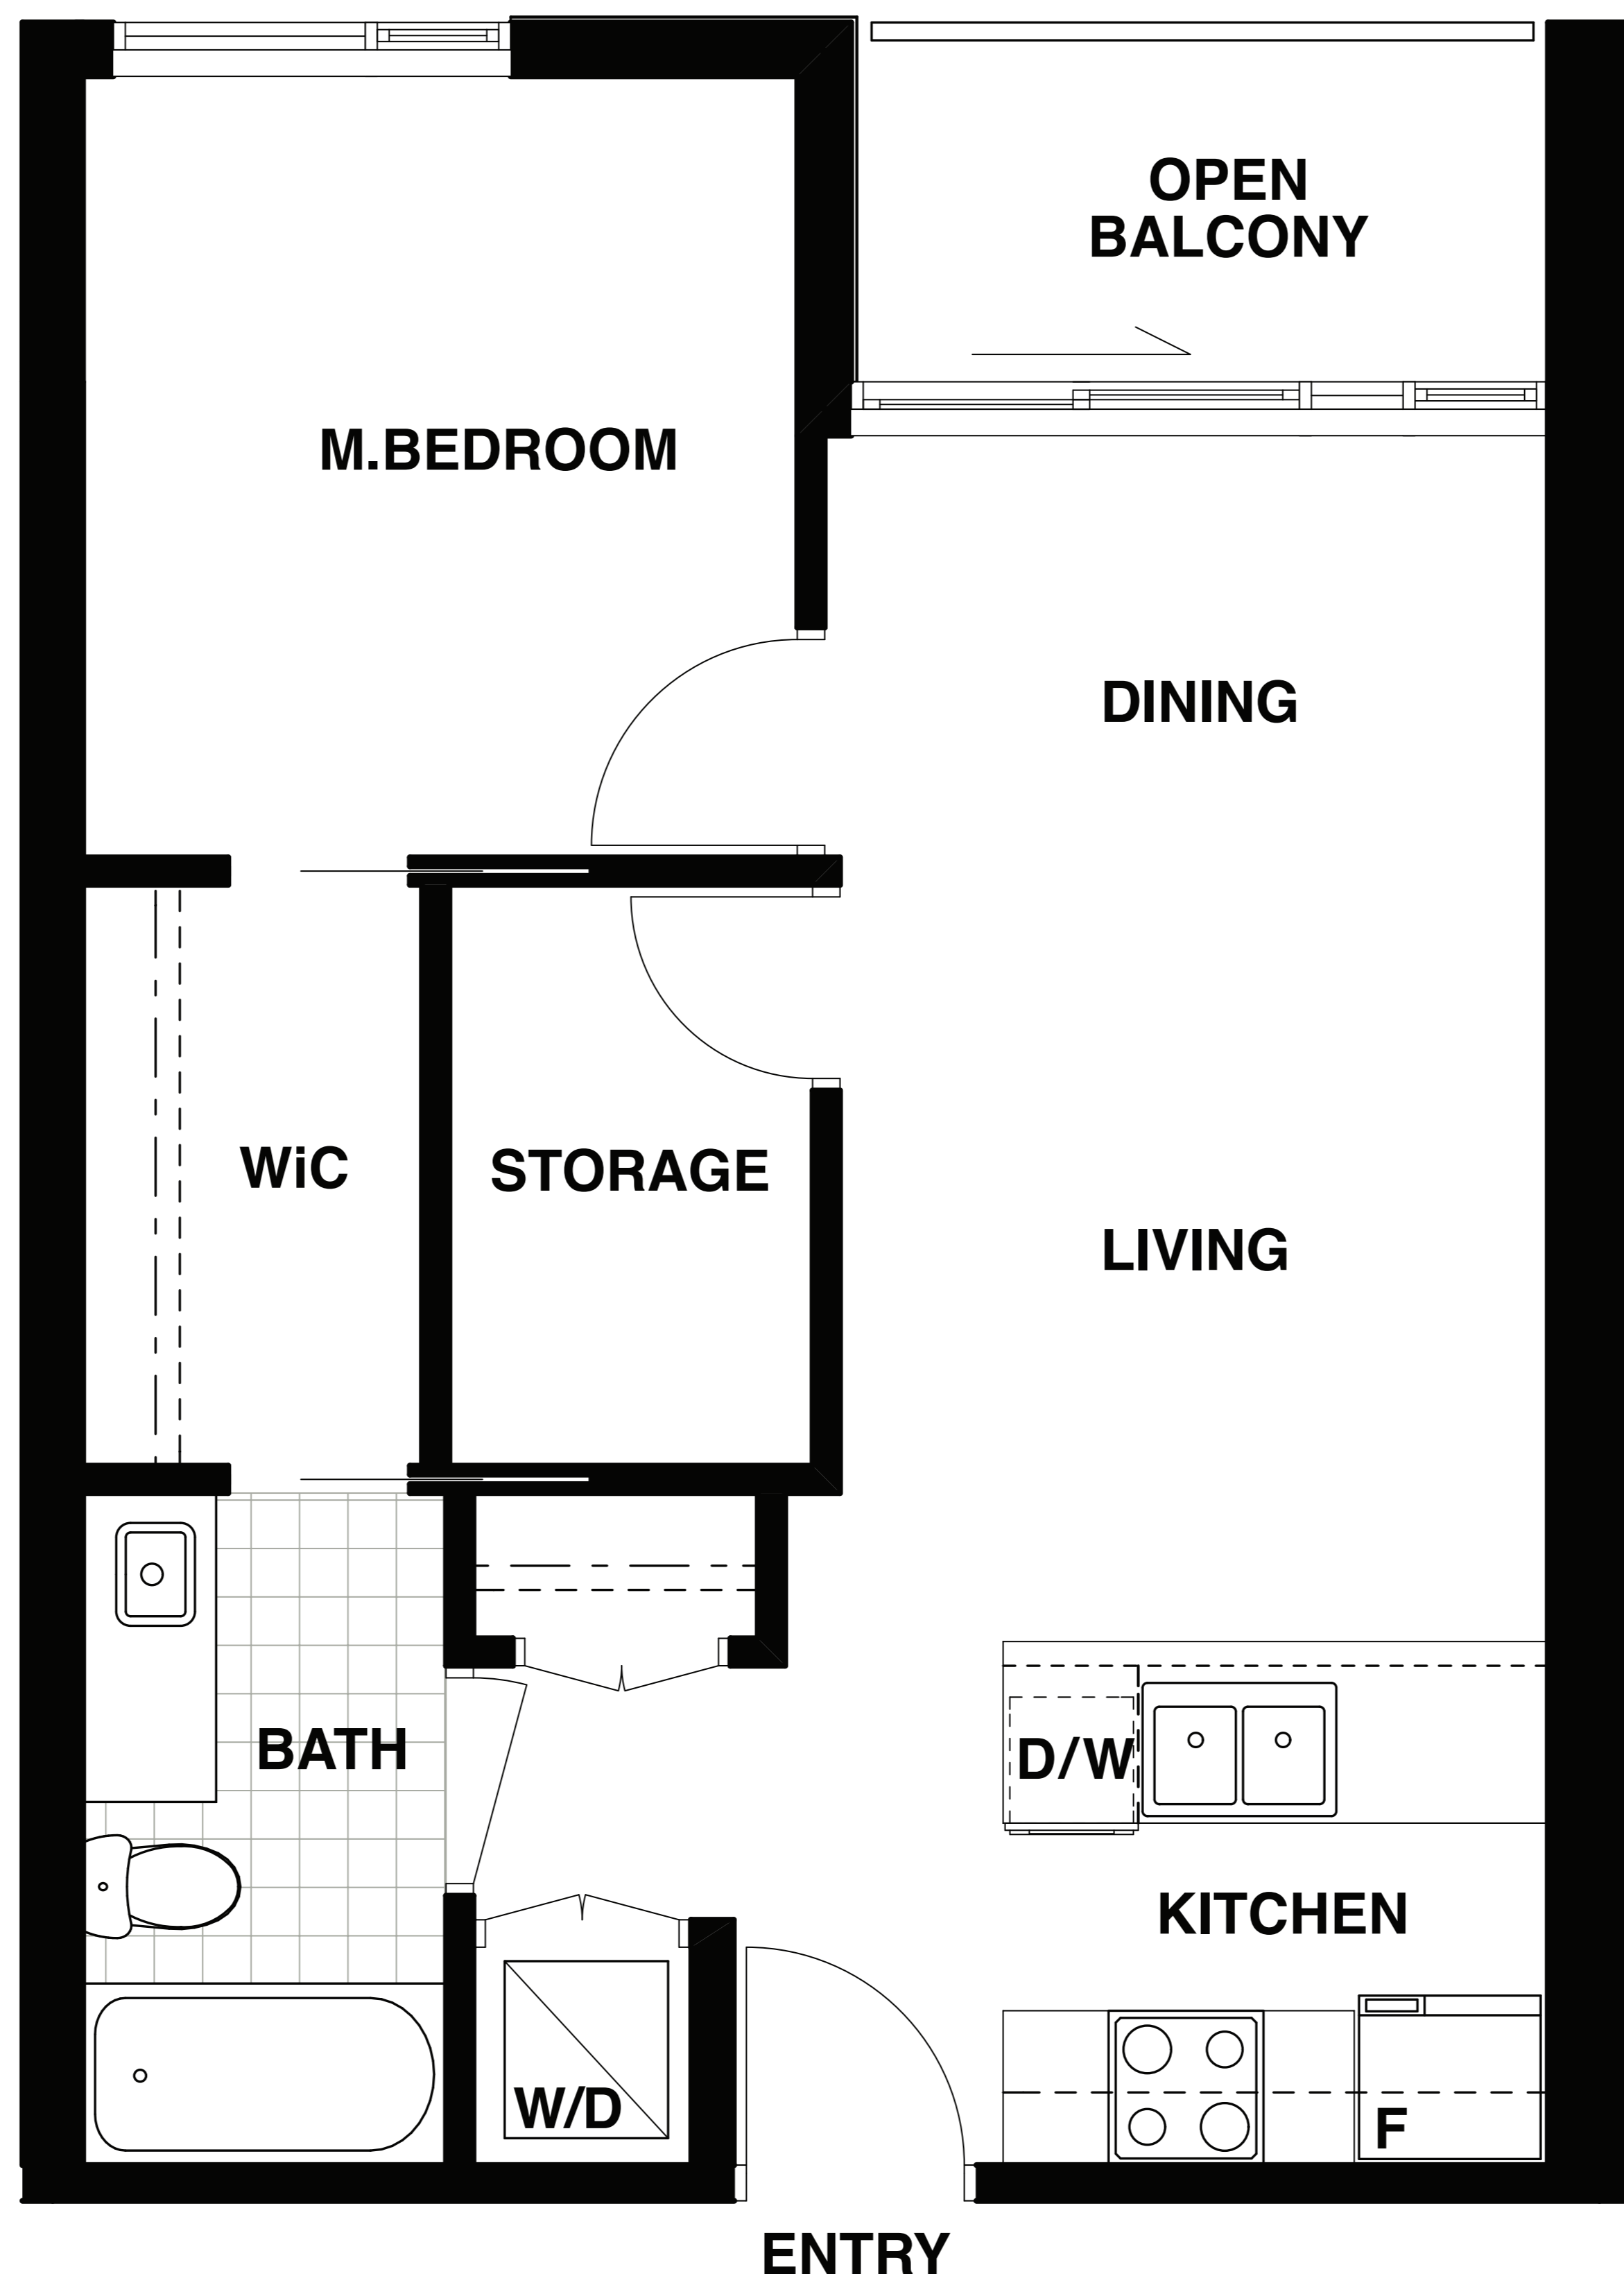 OPEN
BALCONY
M.BEDROOM
DINING
WiC
STORAGE
LIVING
BATH
D/W
KITCHEN
W/D
F
ENTRY